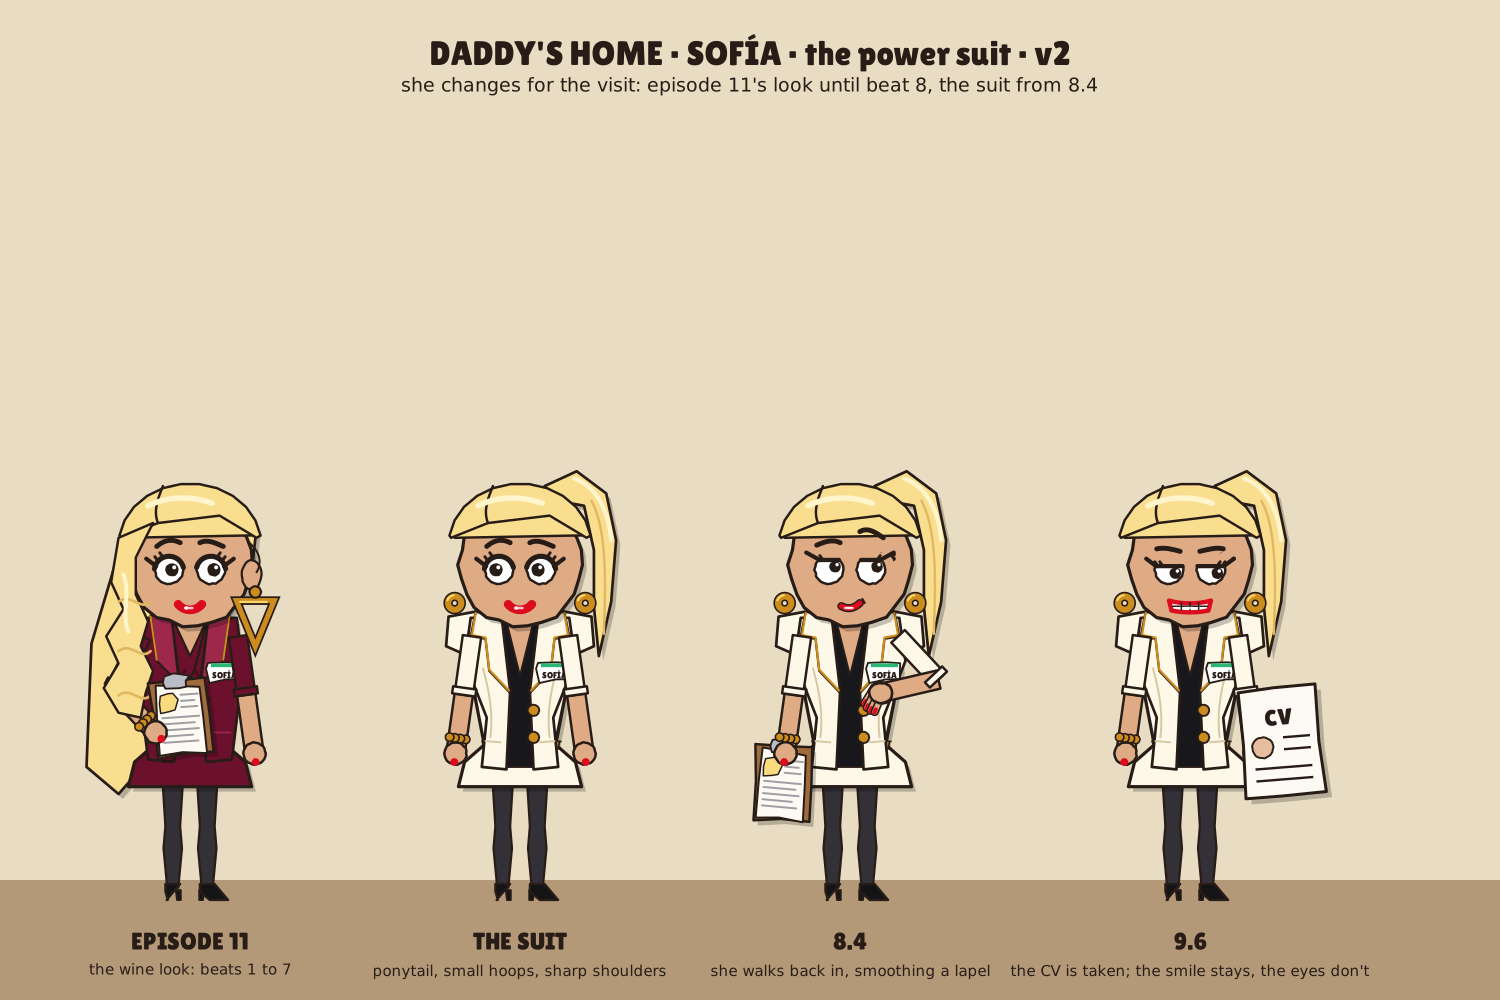 DADDY'S HOME · SOFÍA · the power suit · v2
she changes for the visit: episode 11's look until beat 8, the suit from 8.4
SOFÍ
SOFÍ
SOFÍA
SOFÍ
CV
EPISODE 11
the wine look: beats 1 to 7
THE SUIT
ponytail, small hoops, sharp shoulders
8.4
she walks back in, smoothing a lapel
9.6
the CV is taken; the smile stays, the eyes don't